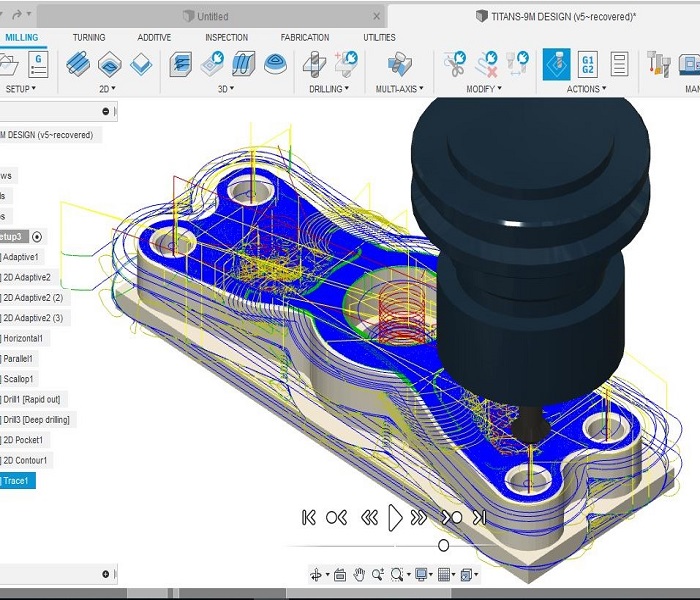 Untitled
TITANS-9M DESIGN (v5~recovered)*
MILLING TURNING ADDITIVE INSPECTION FABRICATION UTILITIES
G
G1
G2
SETUP 2D 3D DRILLING MULTI-AXIS MODIFY ACTIONS MAN
M DESIGN (v5~recovered)
ws
ls
s
etup3
Adaptive1
2D Adaptive2
2D Adaptive2 (2)
2D Adaptive2 (3)
Horizontal1
Parallel1
Scallop1
Drill1 [Rapid out]
Drill3 [Deep drilling]
2D Pocket1
2D Contour1
Trace1